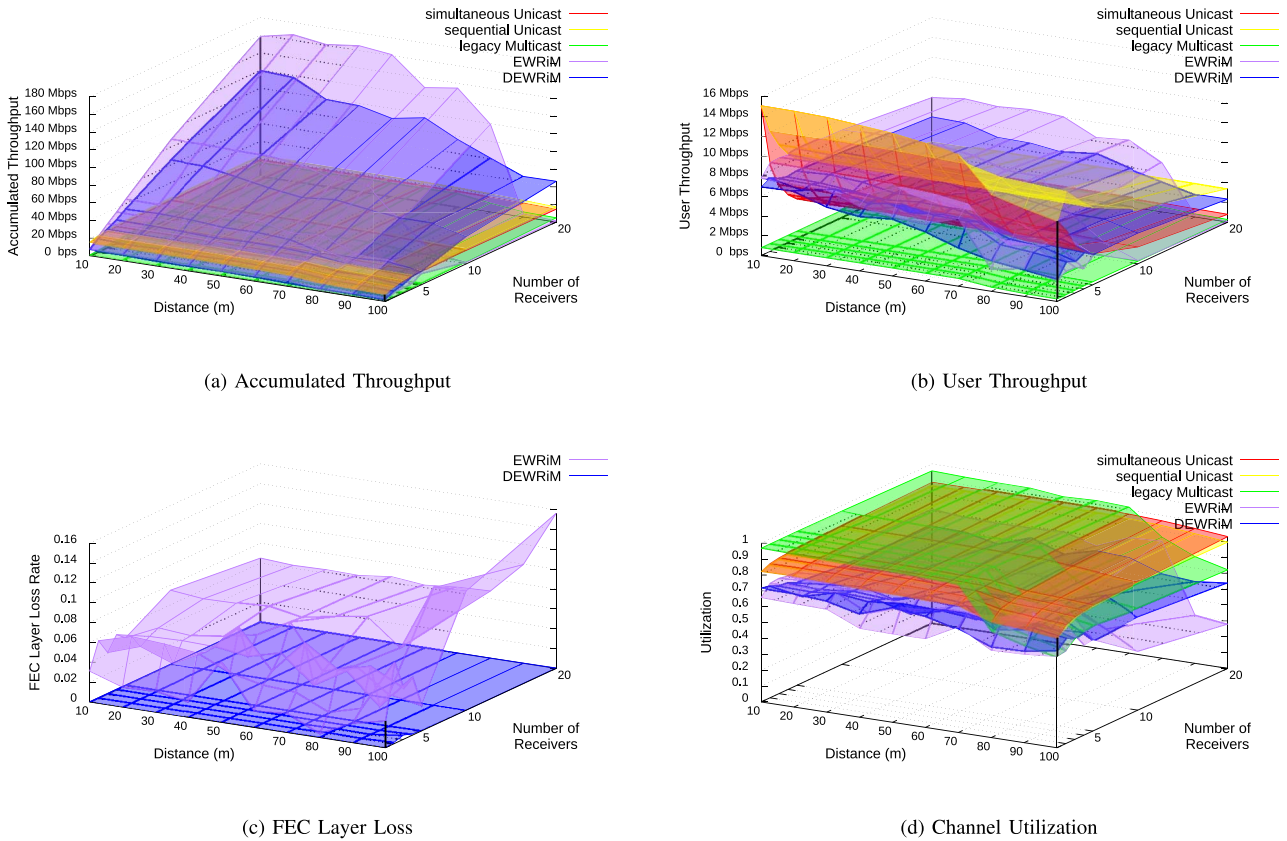 simultaneous Unicast
sequential Unicast
legacy Multicast
EWRiM
DEWRiM
180 Mbps
160 Mbps
140 Mbps
120 Mbps
100 Mbps
80 Mbps
60 Mbps
40 Mbps
20 Mbps
0 bps
Accumulated Throughput
10
20
30
40
50
60
70
80
90
100
Distance (m)
5
10
20
Number of
Receivers
(a) Accumulated Throughput
simultaneous Unicast
sequential Unicast
legacy Multicast
EWRiM
DEWRiM
16 Mbps
14 Mbps
12 Mbps
10 Mbps
8 Mbps
6 Mbps
4 Mbps
2 Mbps
0 bps
User Throughput
10
20
30
40
50
60
70
80
90
100
Distance (m)
5
10
20
Number of
Receivers
(b) User Throughput
EWRiM
DEWRiM
0.16
0.14
0.12
0.1
0.08
0.06
0.04
0.02
0
FEC Layer Loss Rate
10
20
30
40
50
60
70
80
90
100
Distance (m)
5
10
20
Number of
Receivers
(c) FEC Layer Loss
simultaneous Unicast
sequential Unicast
legacy Multicast
EWRiM
DEWRiM
1
0.9
0.8
0.7
0.6
0.5
0.4
0.3
0.2
0.1
0
Utilization
10
20
30
40
50
60
70
80
90
100
Distance (m)
5
10
20
Number of
Receivers
(d) Channel Utilization